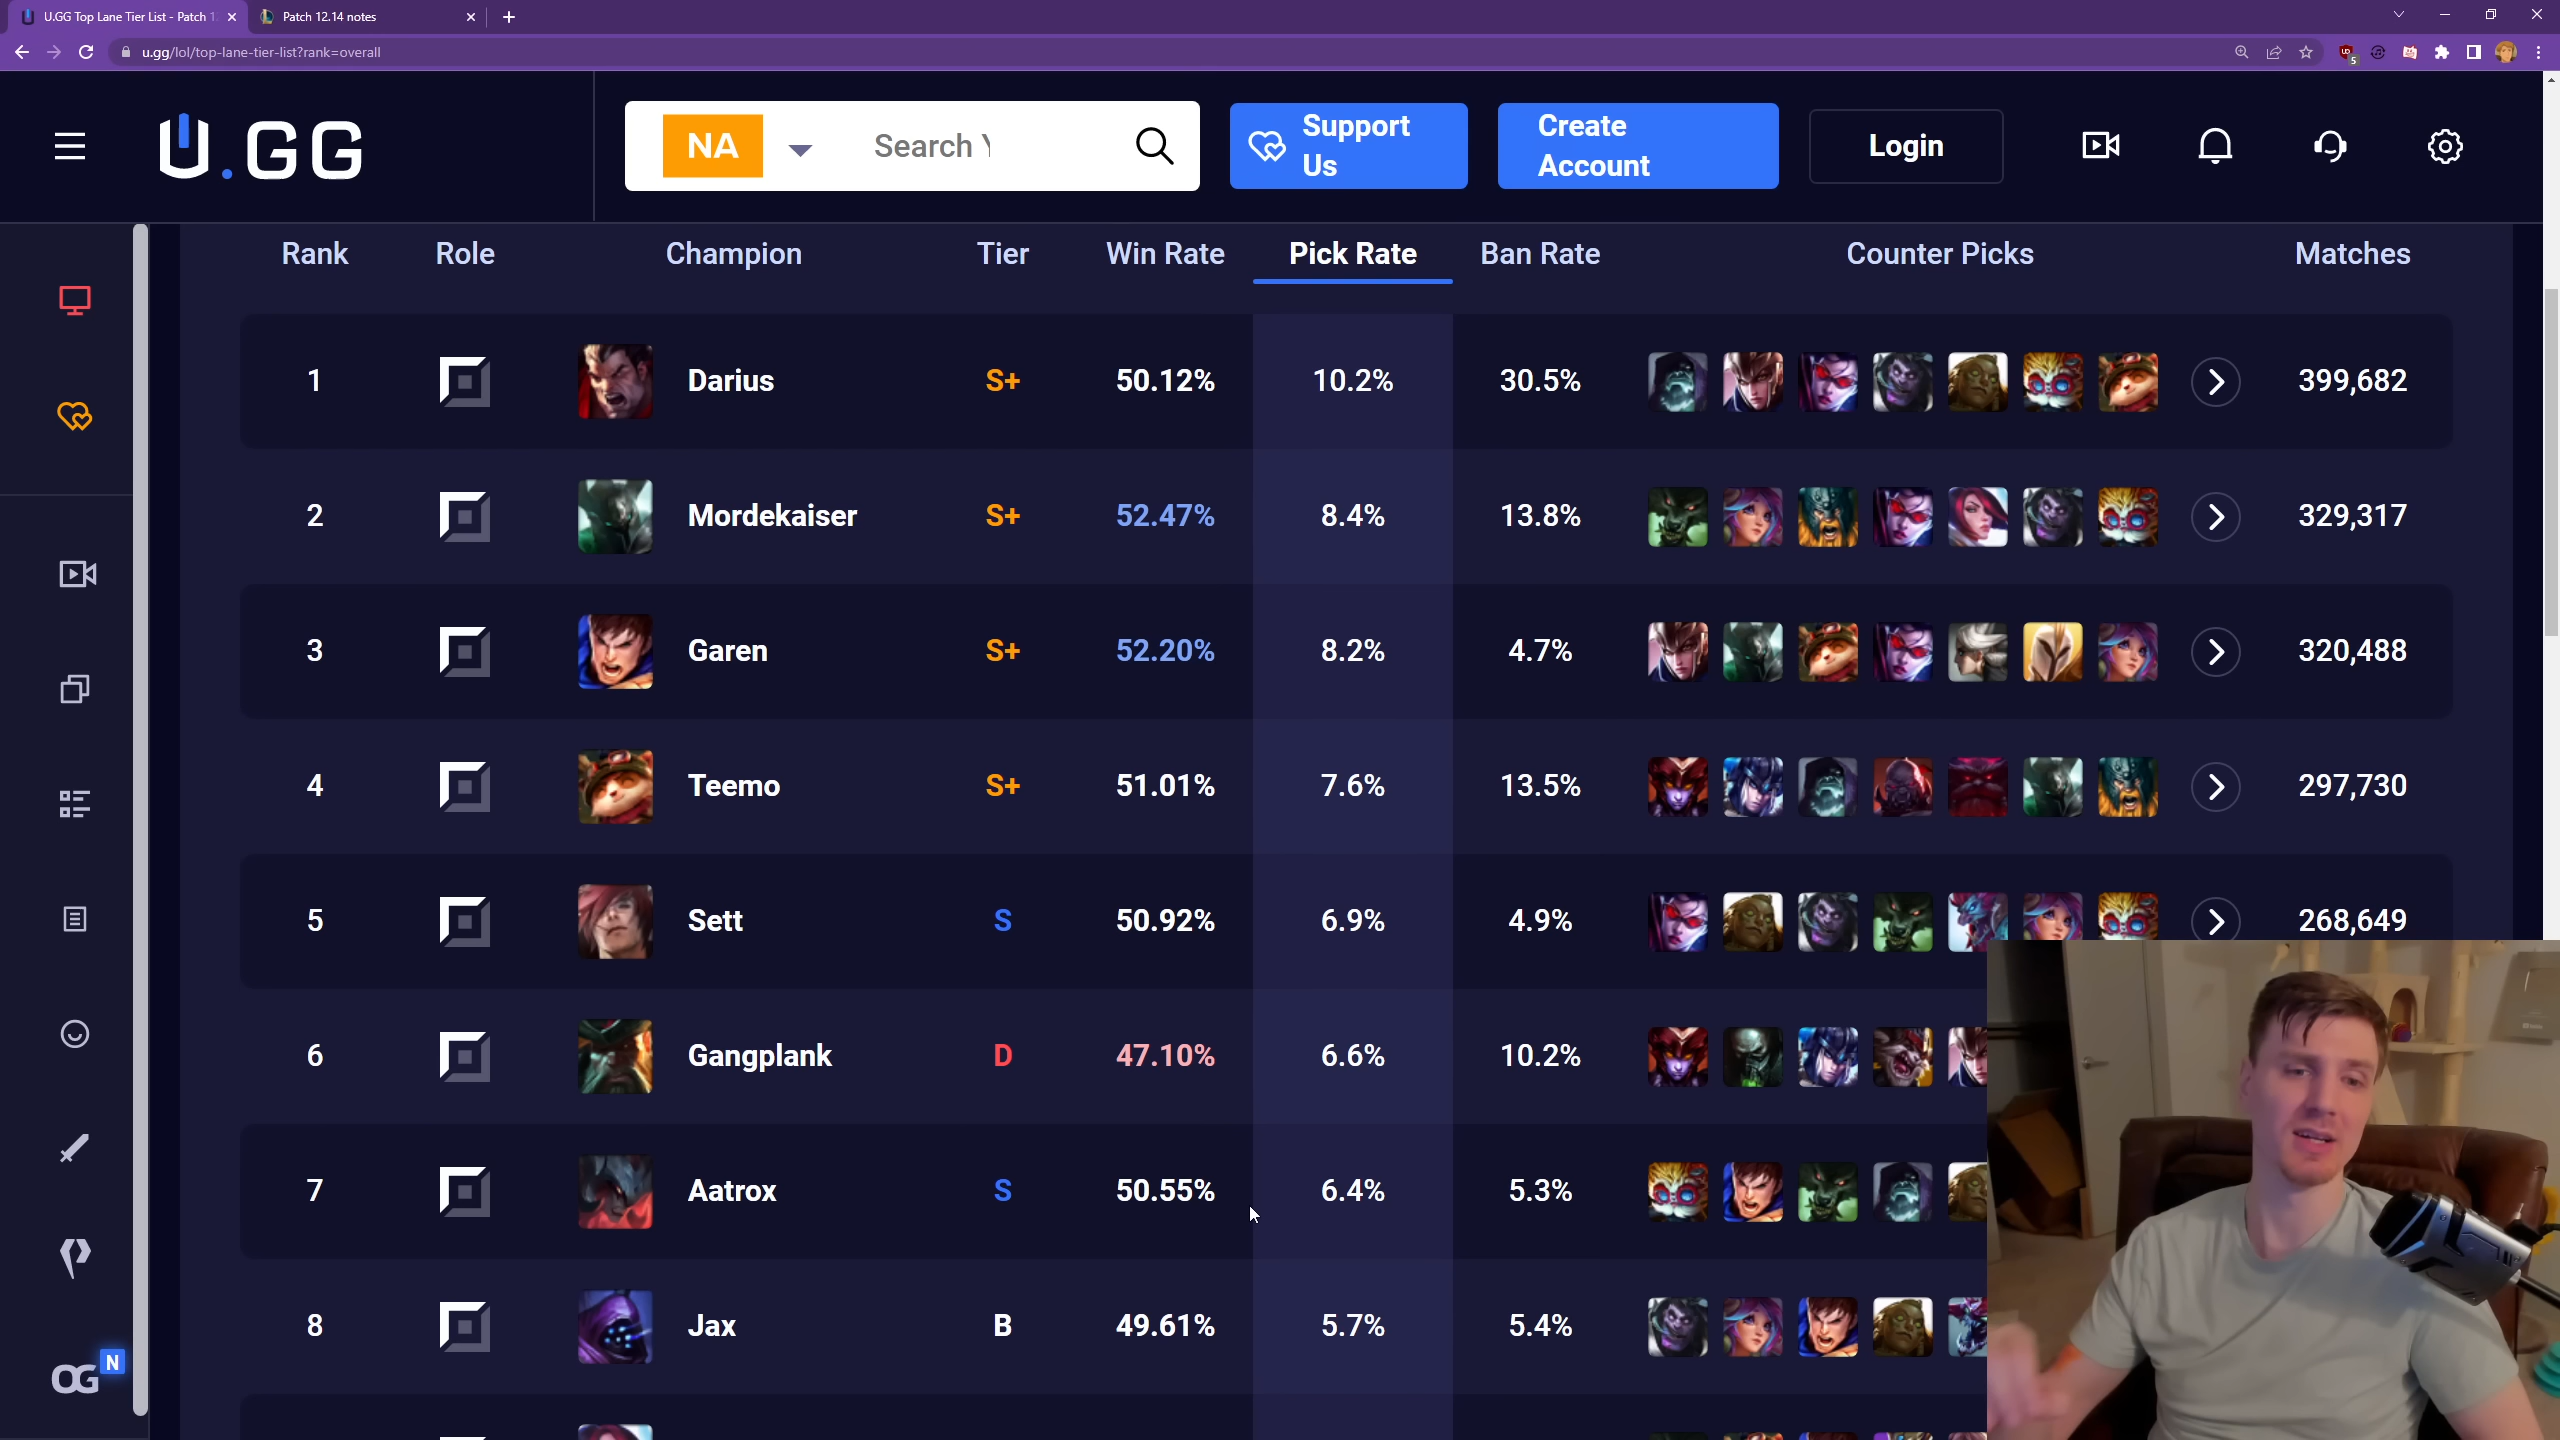 U.GG Top Lane Tier List - Patch 1
Patch 12.14 notes
u.gg/lol/top-lane-tier-list?rank=overall
5
U.GG
NA
Search Y
Support Us
Create Account
Login
Rank Role Champion Tier Win Rate Pick Rate Ban Rate Counter Picks Matches
1 Darius S+ 50.12% 10.2% 30.5% 399,682
2 Mordekaiser S+ 52.47% 8.4% 13.8% 329,317
3 Garen S+ 52.20% 8.2% 4.7% 320,488
4 Teemo S+ 51.01% 7.6% 13.5% 297,730
5 Sett S 50.92% 6.9% 4.9% 268,649
6 Gangplank D 47.10% 6.6% 10.2%
7 Aatrox S 50.55% 6.4% 5.3%
8 Jax B 49.61% 5.7% 5.4%
OG N